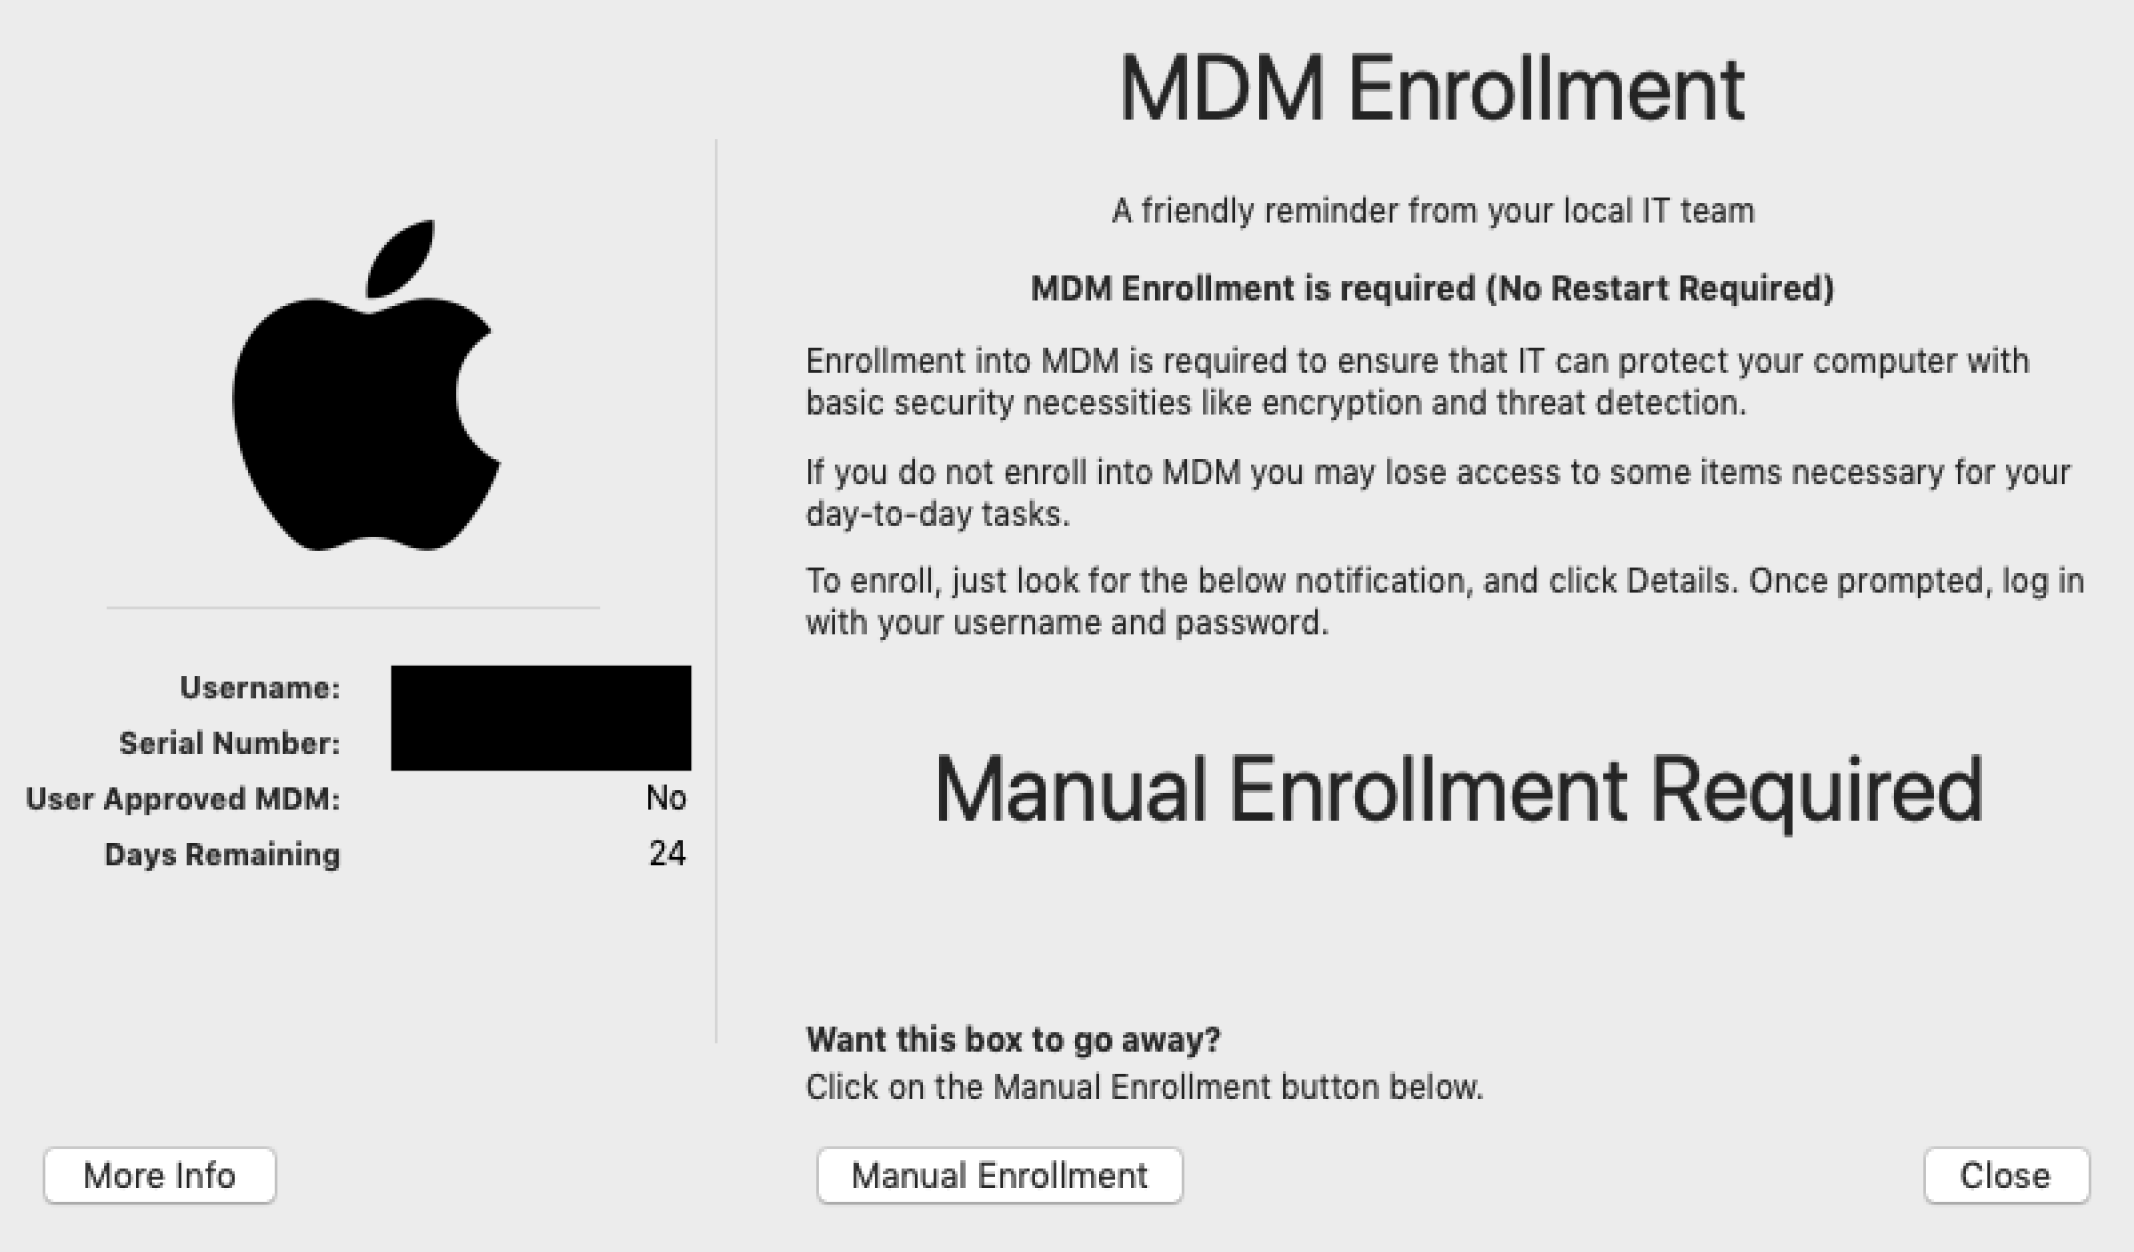 MDM Enrollment
A friendly reminder from your local IT team
MDM Enrollment is required (No Restart Required)
Enrollment into MDM is required to ensure that IT can protect your computer with
basic security necessities like encryption and threat detection.
If you do not enroll into MDM you may lose access to some items necessary for your
day-to-day tasks.
To enroll, just look for the below notification, and click Details. Once prompted, log in
with your username and password.
Username:
Serial Number:
User Approved MDM: No
Days Remaining 24
Manual Enrollment Required
Want this box to go away?
Click on the Manual Enrollment button below.
More Info
Manual Enrollment
Close